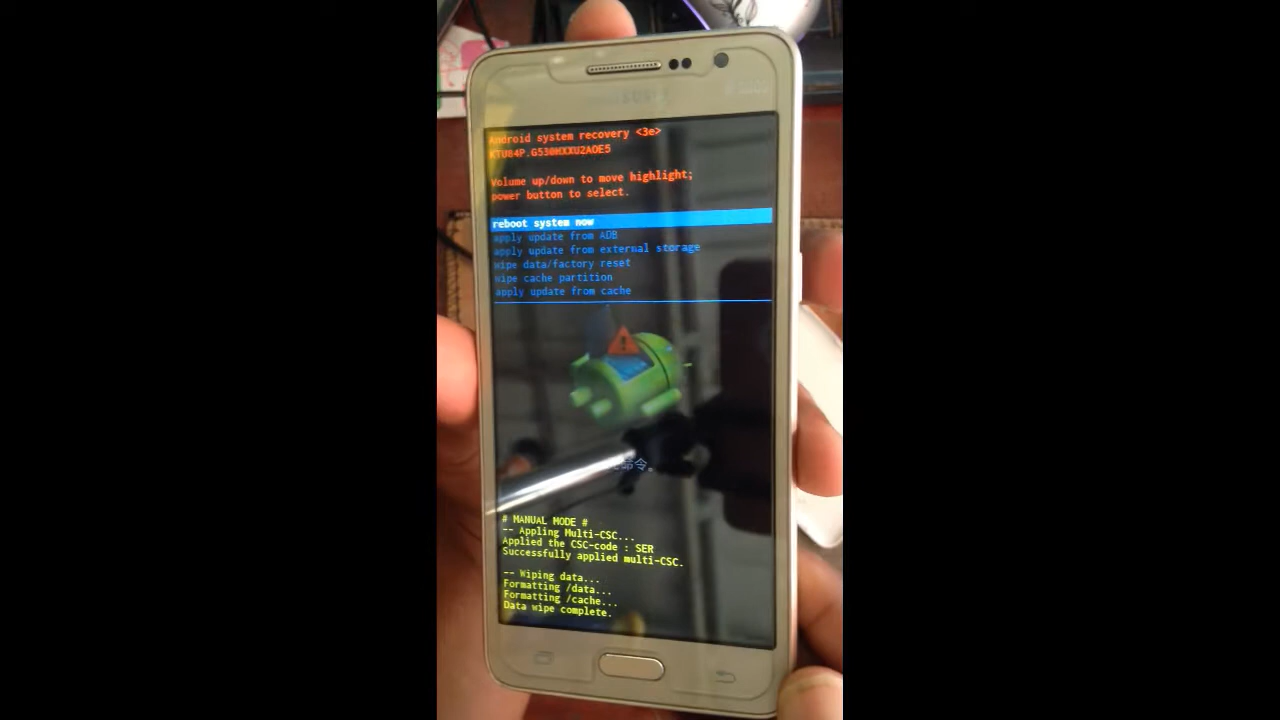 Android system recovery <3e>
KTU84P.G530HXXU2AOE5
Volume up/down to move highlight;
power button to select.
reboot system now
apply update from ADB
apply update from external storage
wipe data/factory reset
wipe cache partition
apply update from cache
命令。
# MANUAL MODE #
-- Appling Multi-CSC...
Applied the CSC-code : SER
Successfully applied multi-CSC.
-- Wiping data...
Formatting /data...
Formatting /cache...
Data wipe complete.